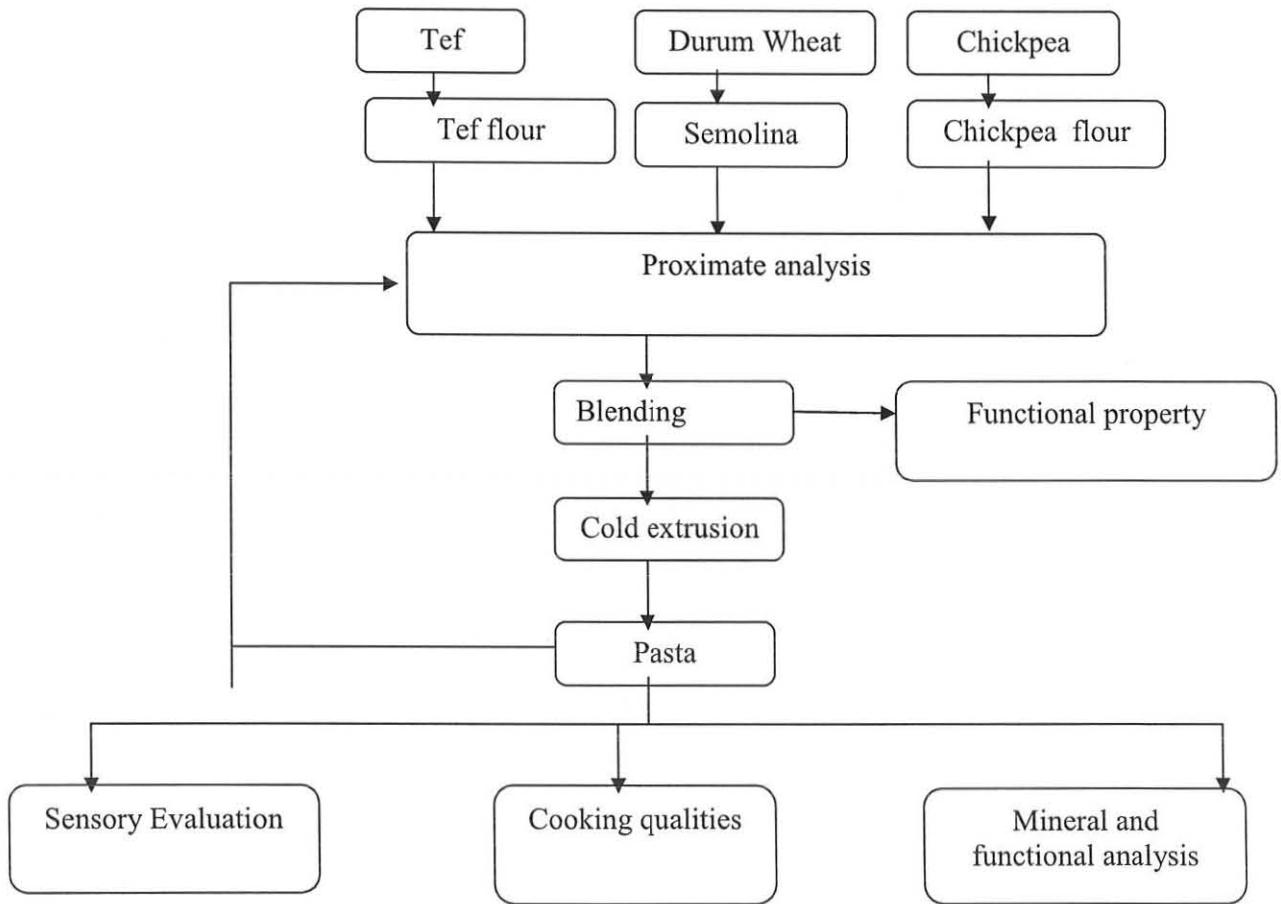 Tef
Durum Wheat
Chickpea
Tef flour
Semolina
Chickpea flour
Proximate analysis
Blending
Functional property
Cold extrusion
Pasta
Sensory Evaluation
Cooking qualities
Mineral and
functional analysis